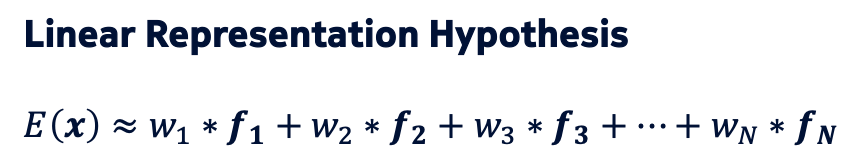 Linear Representation Hypothesis
E(x) ≈ w₁ * f₁ + w₂ * f₂ + w₃ * f₃ + ⋯ + w_N * f_N